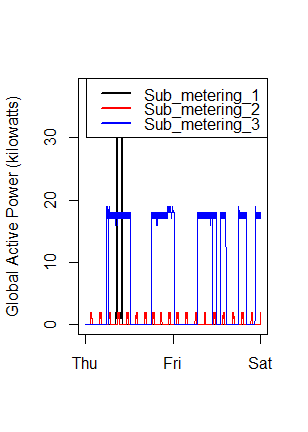 Sub_metering_1
Sub_metering_2
Sub_metering_3
Global Active Power (kilowatts)
30
20
10
0
Thu Fri Sat